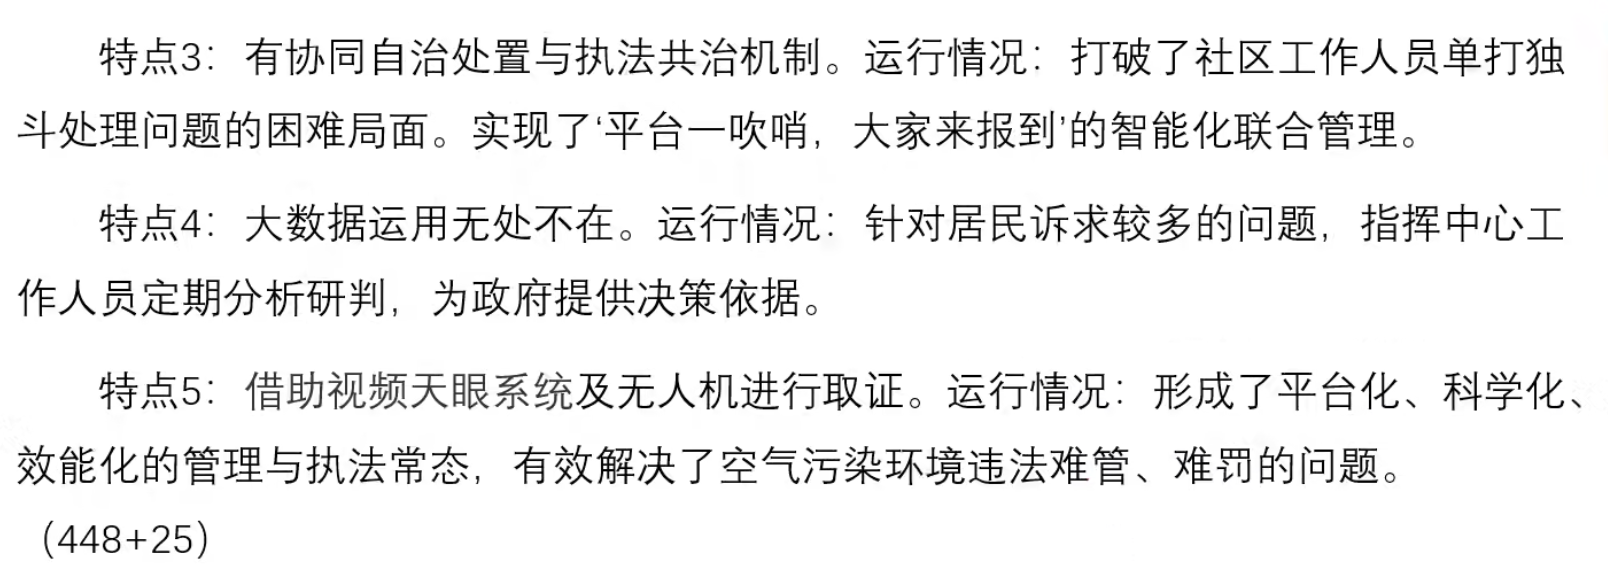 特点3：有协同自治处置与执法共治机制。运行情况：打破了社区工作人员单打独
斗处理问题的困难局面。实现了‘平台一吹哨，大家来报到’的智能化联合管理。
特点4：大数据运用无处不在。运行情况：针对居民诉求较多的问题，指挥中心工
作人员定期分析研判，为政府提供决策依据。
特点5：借助视频天眼系统及无人机进行取证。运行情况：形成了平台化、科学化、
效能化的管理与执法常态，有效解决了空气污染环境违法难管、难罚的问题。
（448+25）